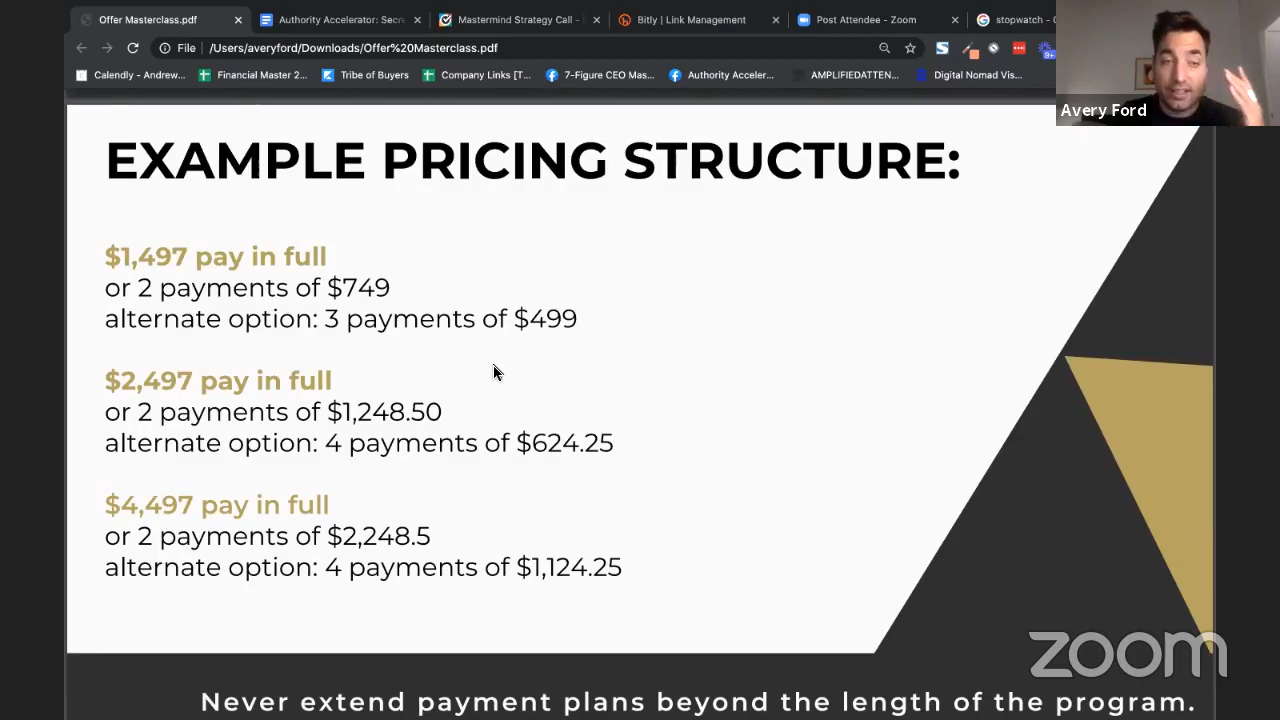 Offer Masterclass.pdf
Authority Accelerator: Secre
Mastermind Strategy Call -
Bitly | Link Management
Post Attendee - Zoom
stopwatch - G
File
/Users/averyford/Downloads/Offer%20Masterclass.pdf
9+
Calendly - Andrew...
Financial Master 2...
Tribe of Buyers
Company Links [T...
7-Figure CEO Mas...
Authority Acceler...
AMPLIFIEDATTEN...
Digital Nomad Vis...
Avery Ford
EXAMPLE PRICING STRUCTURE:
$1,497 pay in full
or 2 payments of $749
alternate option: 3 payments of $499
$2,497 pay in full
or 2 payments of $1,248.50
alternate option: 4 payments of $624.25
$4,497 pay in full
or 2 payments of $2,248.5
alternate option: 4 payments of $1,124.25
zoom
Never extend payment plans beyond the length of the program.